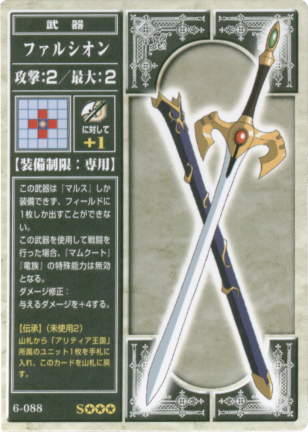 武器
ファルシオン
攻撃:2／最大:2
に対して
+1
【装備制限：専用】
この武器は『マルス』しか
装備できず、フィールドに
1枚しか出すことができな
い。
この武器を使用して戦闘を
行った場合、『マムクート』
『竜族』の特殊能力は無効
となる。
ダメージ修正：
与えるダメージを+4する。
【伝承】（未使用2）
山札から『アリティア王国』
所属のユニット1枚を手札に
入れ、このカードを山札に戻
す。
6-088
S★★★